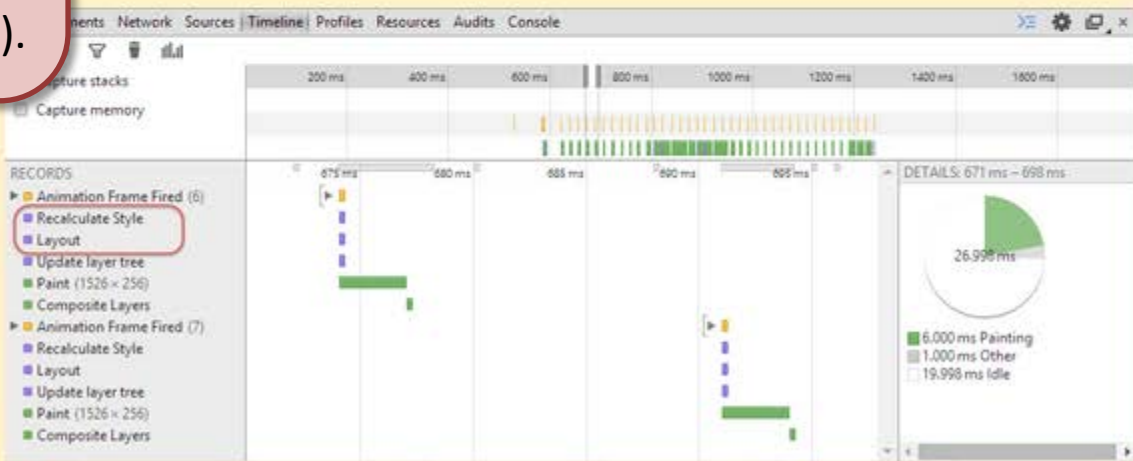 ).
nents Network Sources Timeline Profiles Resources Audits Console
pture stacks
Capture memory
200 ms 400 ms 600 ms 800 ms 1000 ms 1200 ms 1400 ms 1600 ms
RECORDS
675 ms 680 ms 685 ms 690 ms 695 ms
DETAILS: 671 ms – 698 ms
Animation Frame Fired (6)
Recalculate Style
Layout
Update layer tree
Paint (1526 × 256)
Composite Layers
Animation Frame Fired (7)
Recalculate Style
Layout
Update layer tree
Paint (1526 × 256)
Composite Layers
26.998 ms
6.000 ms Painting
1.000 ms Other
19.998 ms Idle